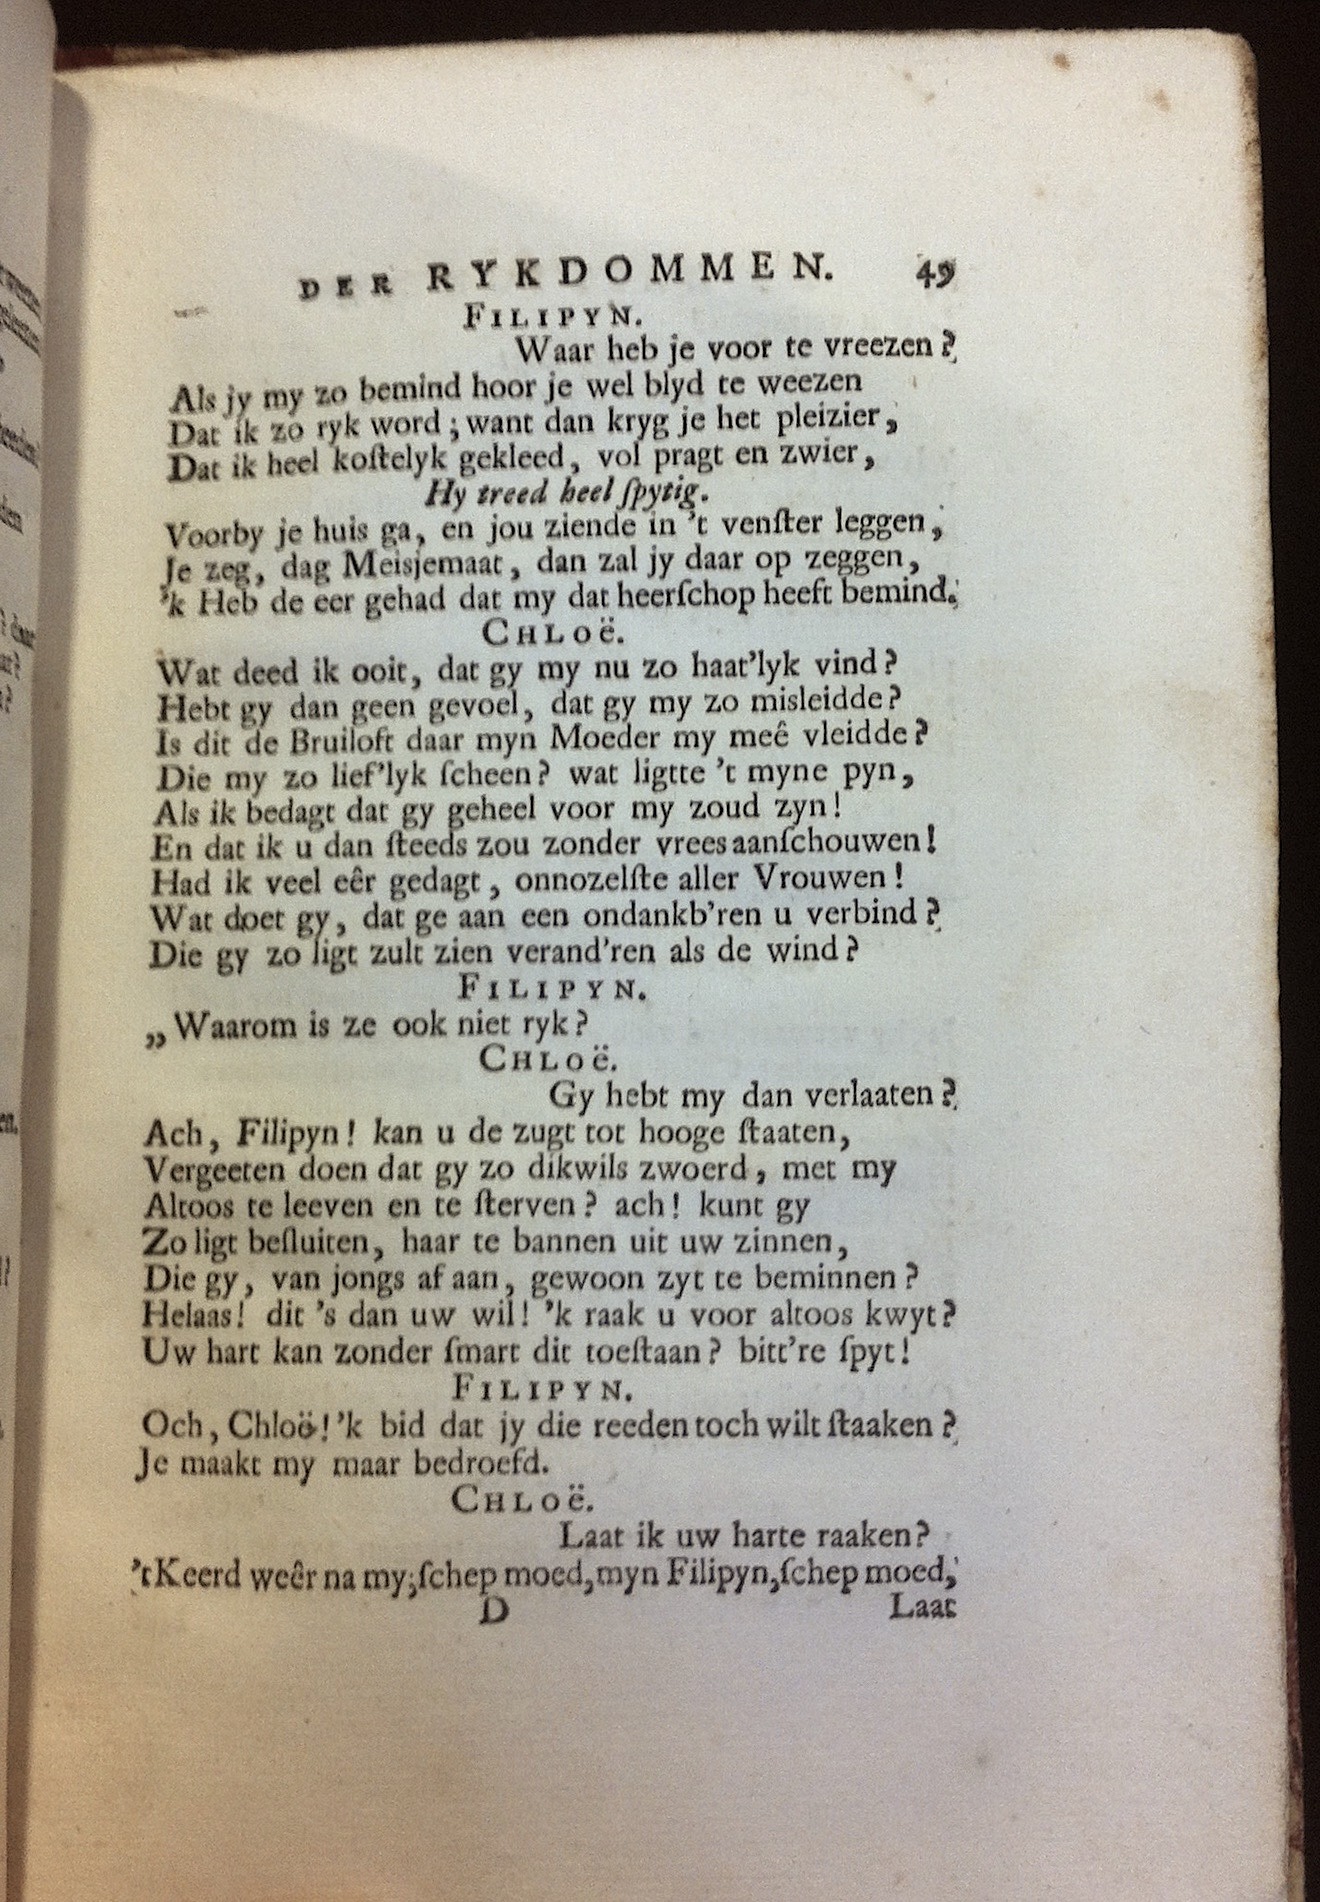 DER RYKDOMMEN. 49
FILIPYN.
Waar heb je voor te vreezen?
Als jy my zo bemind hoor je wel blyd te weezen
Dat ik zo ryk word; want dan kryg je het pleizier,
Dat ik heel koſtelyk gekleed, vol pragt en zwier,
Hy treed heel ſpytig.
Voorby je huis ga, en jou ziende in 't venſter leggen,
Je zeg, dag Meisjemaat, dan zal jy daar op zeggen,
'k Heb de eer gehad dat my dat heerſchop heeft bemind.
CHLOë.
Wat deed ik ooit, dat gy my nu zo haat'lyk vind?
Hebt gy dan geen gevoel, dat gy my zo misleidde?
Is dit de Bruiloft daar myn Moeder my meê vleidde?
Die my zo lief'lyk ſcheen? wat ligtte 't myne pyn,
Als ik bedagt dat gy geheel voor my zoud zyn!
En dat ik u dan ſteeds zou zonder vrees aanſchouwen!
Had ik veel eêr gedagt, onnozelſte aller Vrouwen!
Wat doet gy, dat ge aan een ondankb'ren u verbind?
Die gy zo ligt zult zien verand'ren als de wind?
FILIPYN.
„Waarom is ze ook niet ryk?
CHLOë.
Gy hebt my dan verlaaten?
Ach, Filipyn! kan u de zugt tot hooge ſtaaten,
Vergeeten doen dat gy zo dikwils zwoerd, met my
Altoos te leeven en te ſterven? ach! kunt gy
Zo ligt beſluiten, haar te bannen uit uw zinnen,
Die gy, van jongs af aan, gewoon zyt te beminnen?
Helaas! dit 's dan uw wil! 'k raak u voor altoos kwyt?
Uw hart kan zonder ſmart dit toeſtaan? bitt're ſpyt!
FILIPYN.
Och, Chloë! 'k bid dat jy die reeden toch wilt ſtaaken?
Je maakt my maar bedroefd.
CHLOë.
Laat ik uw harte raaken?
't Keerd weêr na my; ſchep moed, myn Filipyn, ſchep moed,
D Laat